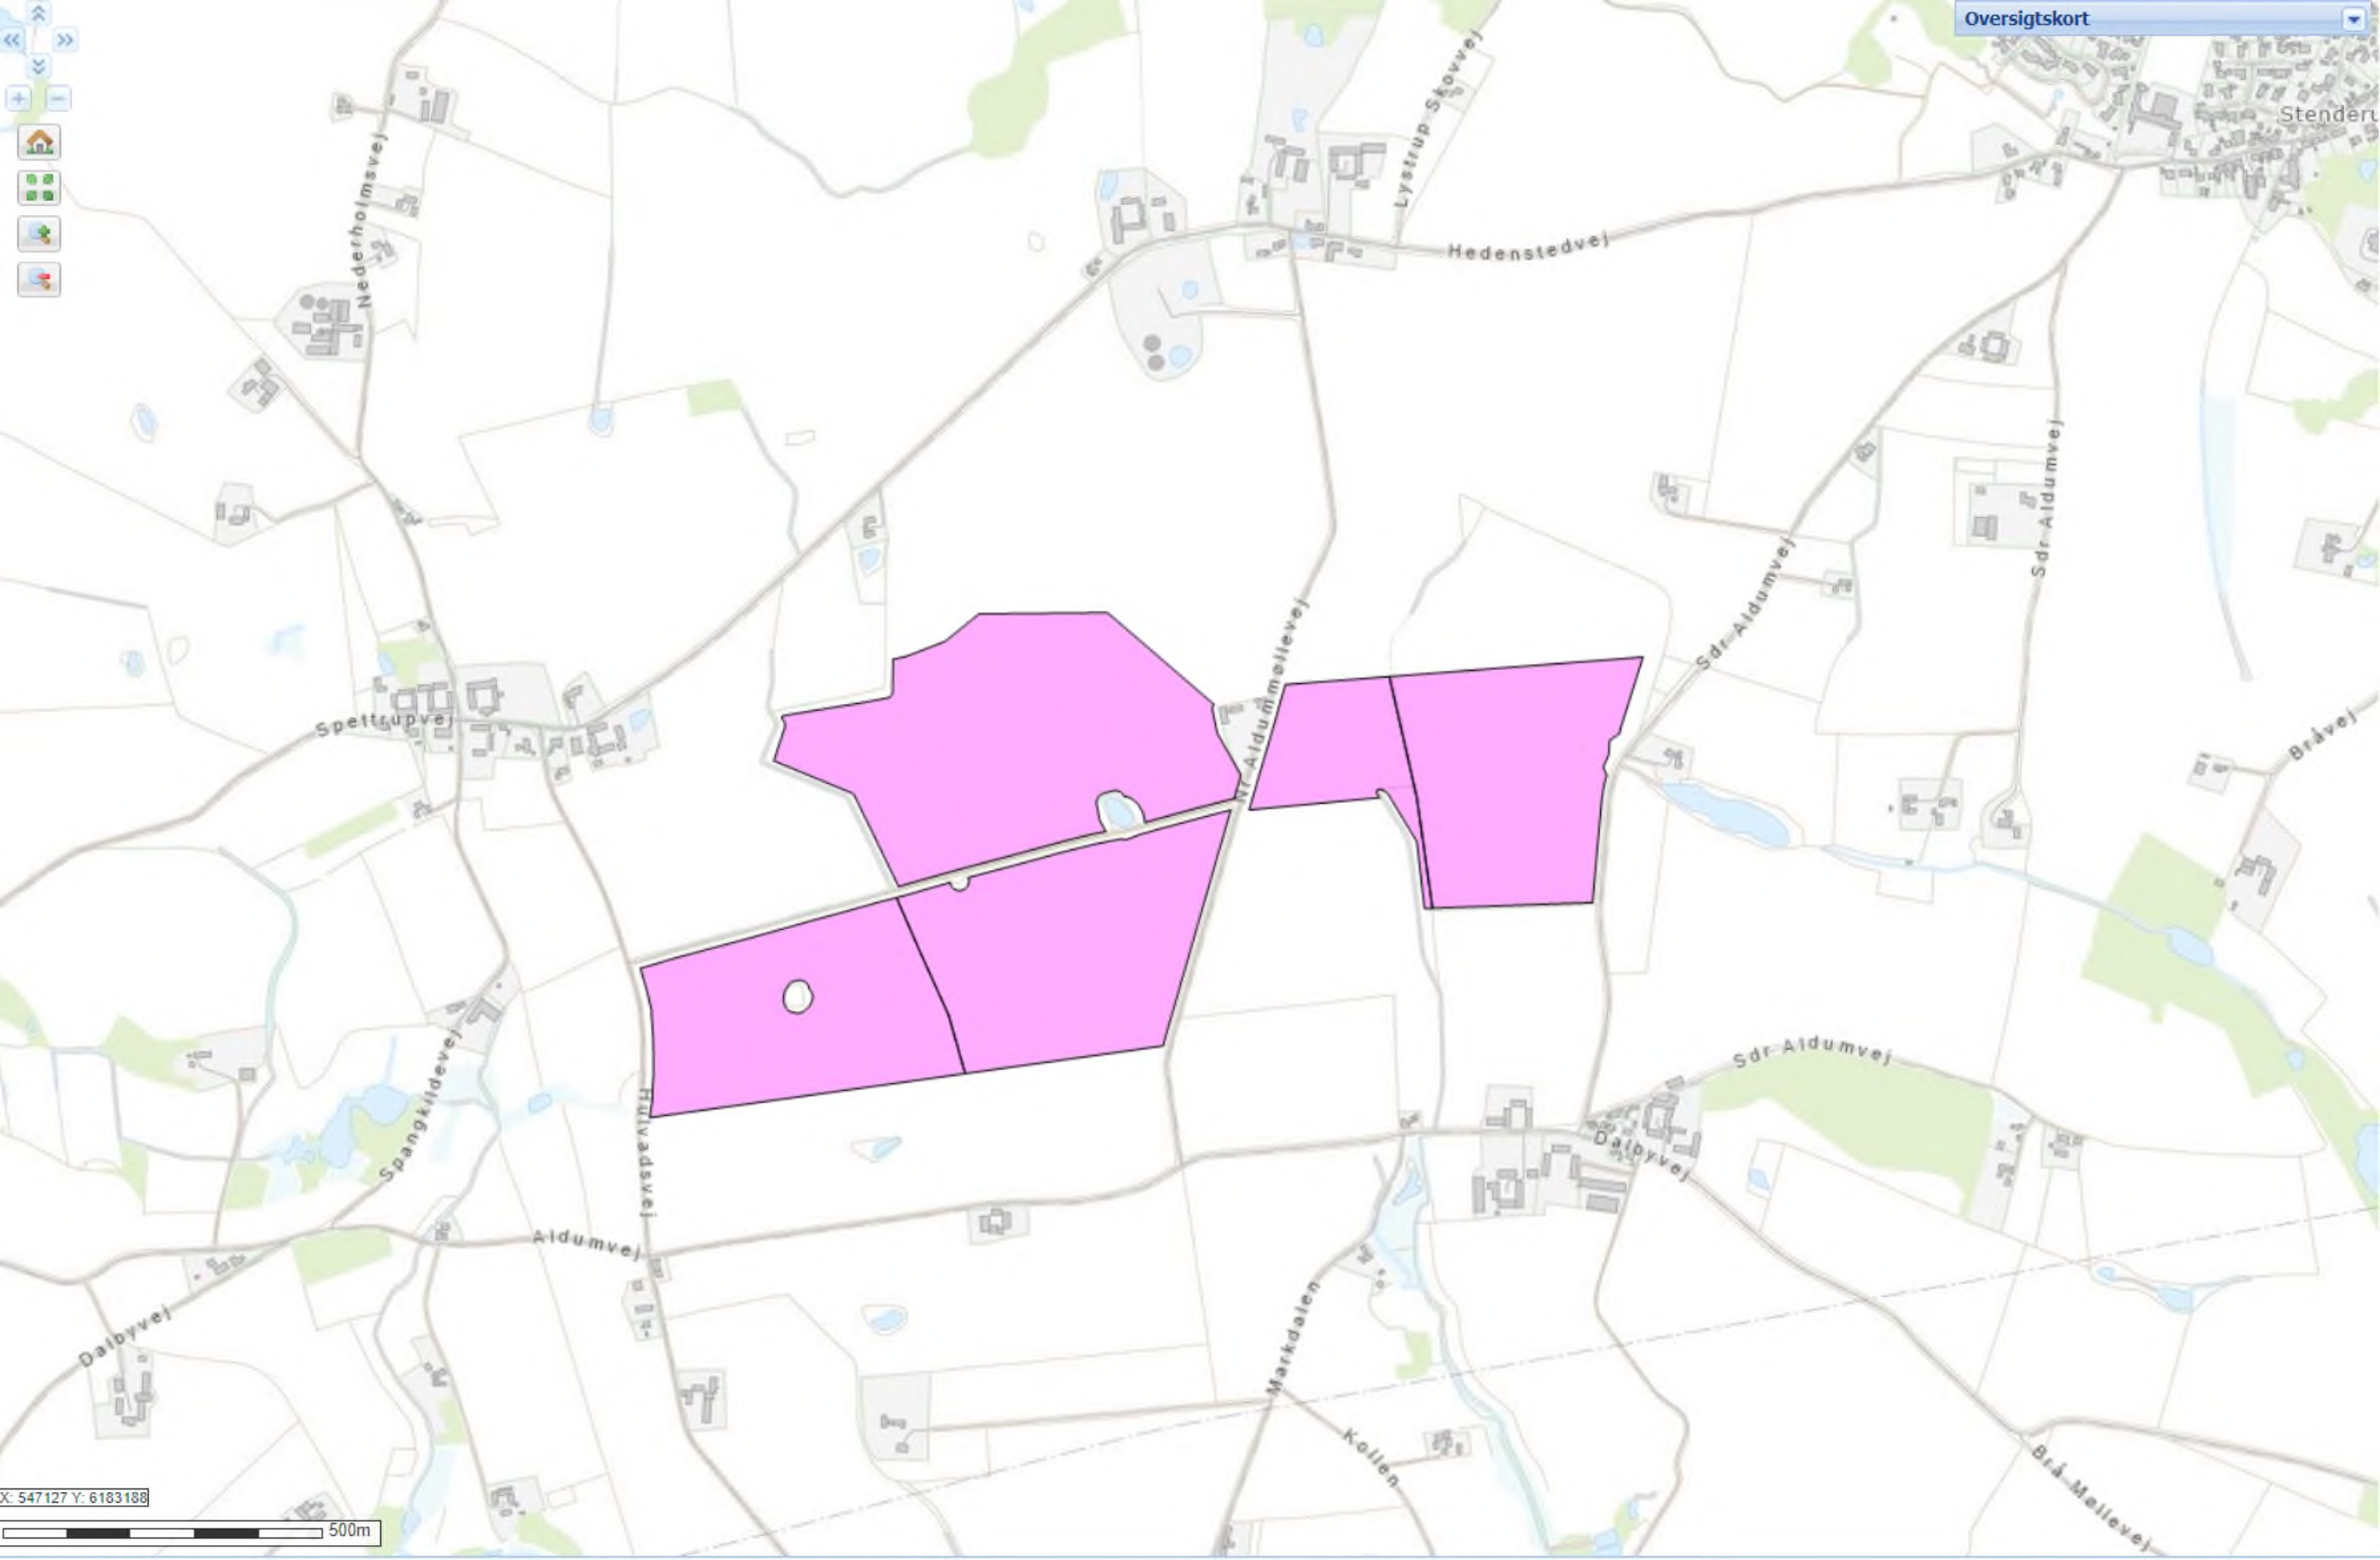 Oversigtskort
Stenderu
Lystrup Skovvej
Nederholmsvej
Hedenstedvej
Sdr Aldumvej
Sdr Aldumvej
Nr Aldummøllevej
Spettrupvej
Bråvej
Sdr Aldumvej
Spangkildevej
Hulvadsvej
Dalbyvej
Aldumvej
Dalbyvej
Markdalen
Kollen
Brå Møllevej
X: 547127 Y: 6183188
500m